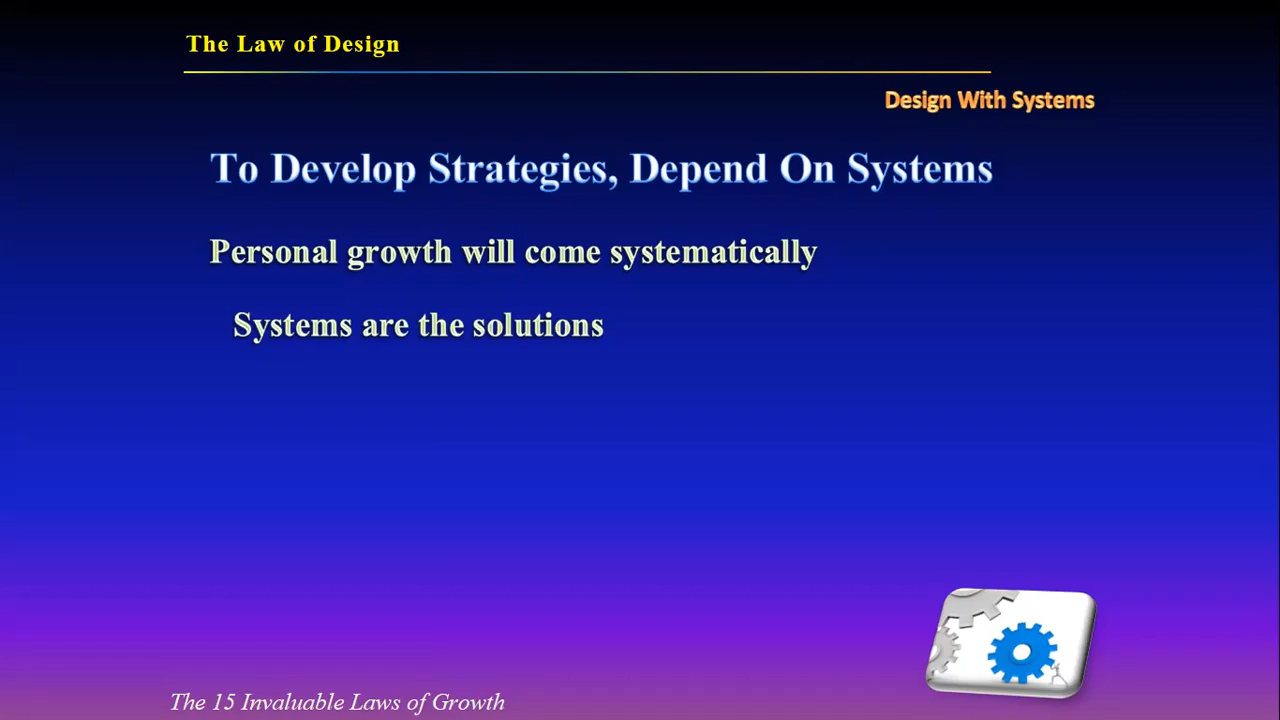 The Law of Design
Design With Systems
To Develop Strategies, Depend On Systems
Personal growth will come systematically
Systems are the solutions
The 15 Invaluable Laws of Growth